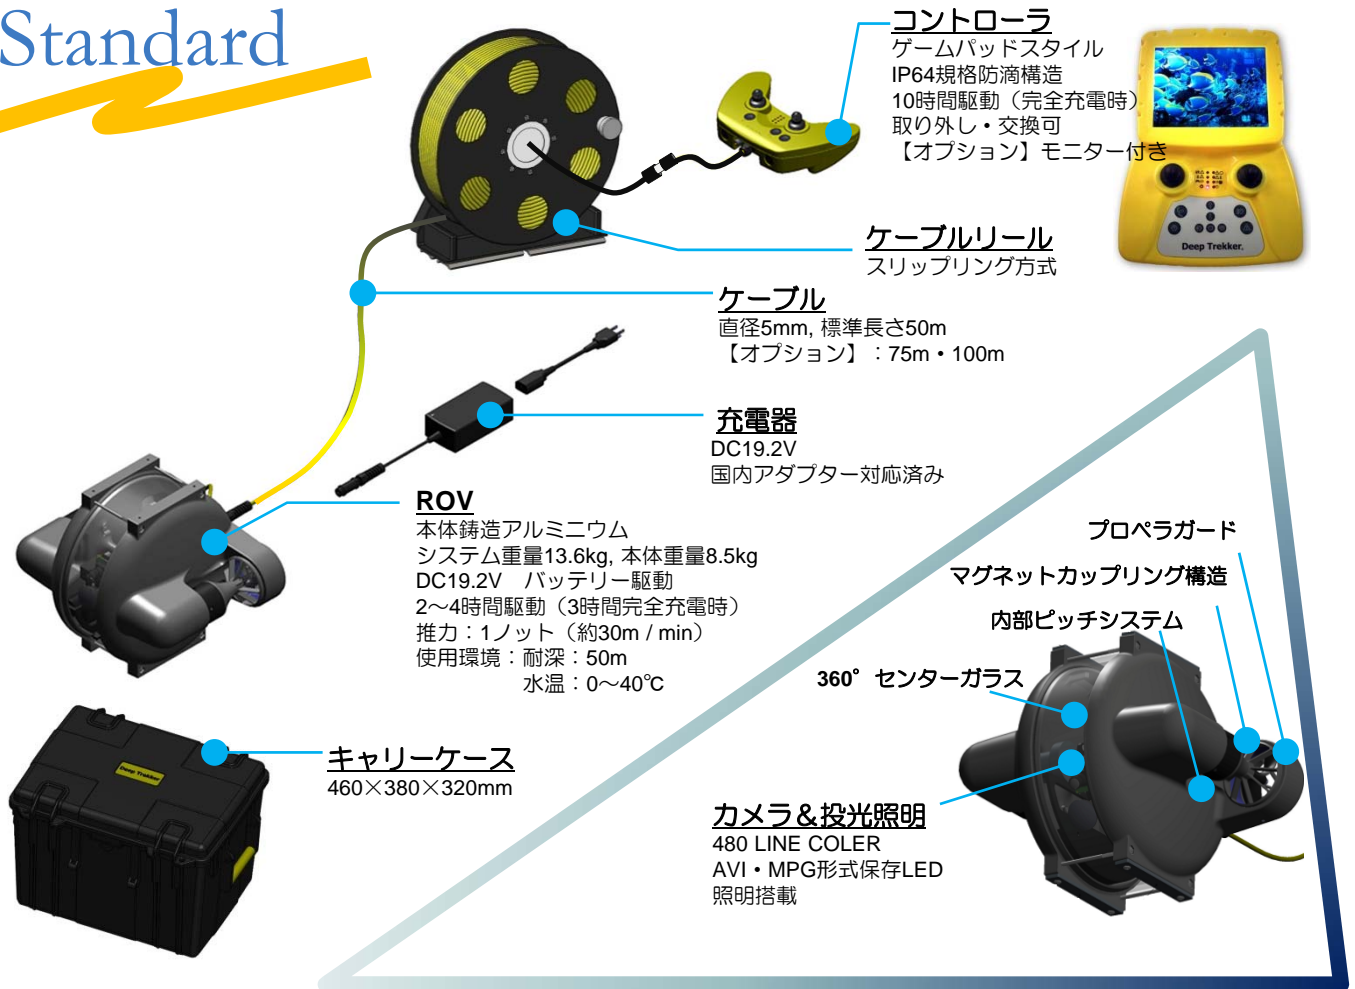 Standard
コントローラ
ゲームパッドスタイル
IP64規格防滴構造
10時間駆動（完全充電時）
取り外し・交換可
【オプション】モニター付き
Deep Trekker.
ケーブルリール
スリップリング方式
ケーブル
直径5mm, 標準長さ50m
【オプション】：75m・100m
充電器
DC19.2V
国内アダプター対応済み
ROV
本体鋳造アルミニウム
システム重量13.6kg, 本体重量8.5kg
DC19.2V　バッテリー駆動
2～4時間駆動（3時間完全充電時）
推力：1ノット（約30m / min）
使用環境：耐深：50m
水温：0～40℃
プロペラガード
マグネットカップリング構造
内部ピッチシステム
360°センターガラス
キャリーケース
460×380×320mm
Deep Trekker
カメラ＆投光照明
480 LINE COLER
AVI・MPG形式保存LED
照明搭載